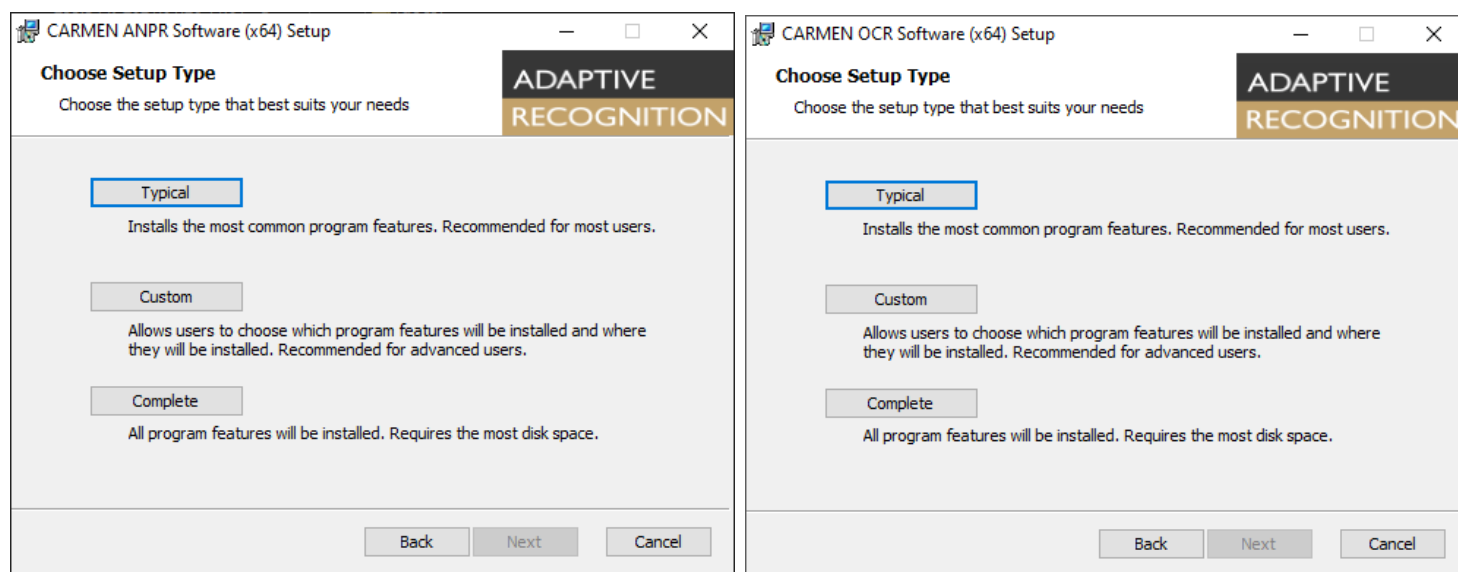 CARMEN ANPR Software (x64) Setup
Choose Setup Type
Choose the setup type that best suits your needs
ADAPTIVE
RECOGNITION
Typical
Installs the most common program features. Recommended for most users.
Custom
Allows users to choose which program features will be installed and where
they will be installed. Recommended for advanced users.
Complete
All program features will be installed. Requires the most disk space.
Back
Next
Cancel
CARMEN OCR Software (x64) Setup
Choose Setup Type
Choose the setup type that best suits your needs
ADAPTIVE
RECOGNITION
Typical
Installs the most common program features. Recommended for most users.
Custom
Allows users to choose which program features will be installed and where
they will be installed. Recommended for advanced users.
Complete
All program features will be installed. Requires the most disk space.
Back
Next
Cancel